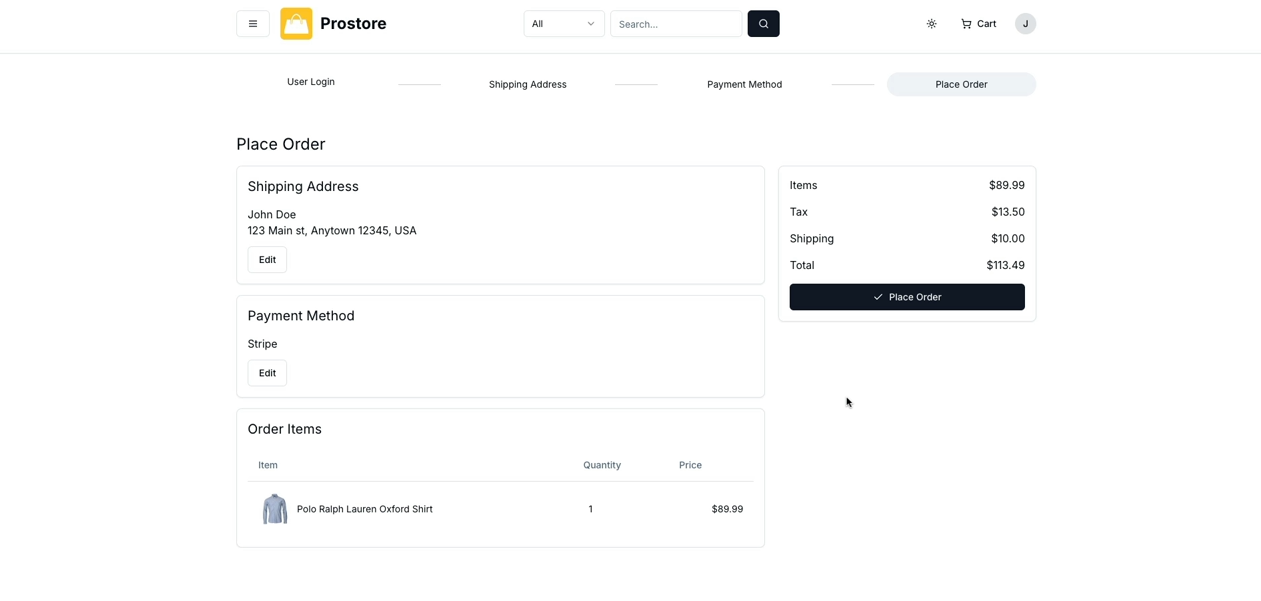 Prostore
All
Search...
Cart
J
User Login
Shipping Address
Payment Method
Place Order
Place Order
Shipping Address
John Doe
123 Main st, Anytown 12345, USA
Edit
Payment Method
Stripe
Edit
Order Items
Item Quantity Price
Polo Ralph Lauren Oxford Shirt 1 $89.99
Items $89.99
Tax $13.50
Shipping $10.00
Total $113.49
Place Order